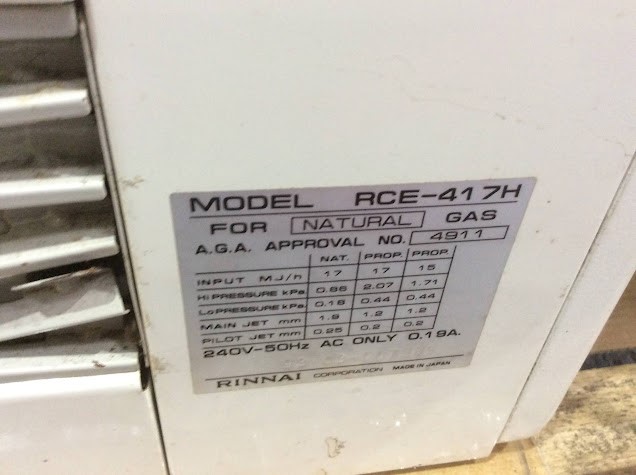 MODEL RCE-417H
FOR NATURAL GAS
A.G.A. APPROVAL NO. 4911
NAT. PROP. PROP.
INPUT MJ/h 17 17 15
HI PRESSURE kPa 0.86 2.07 1.71
Lo PRESSURE kPa 0.18 0.44 0.44
MAIN JET mm 1.9 1.2 1.2
PILOT JET mm 0.25 0.2 0.2
240V-50Hz AC ONLY 0.19A.
RINNAI CORPORATION MADE IN JAPAN